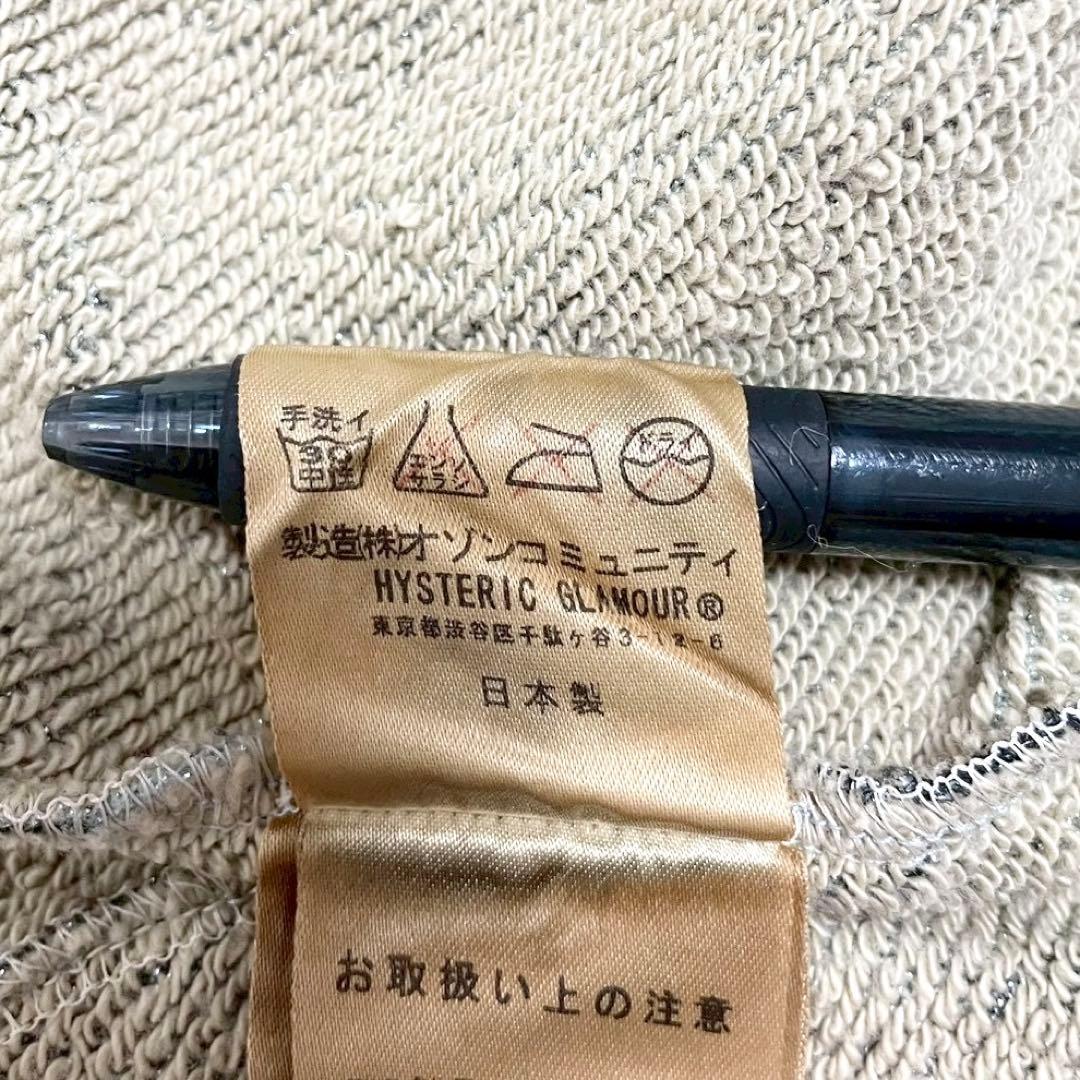 手洗イ
30
中性
エンソ
サラシ
ドライ
製造(株)オゾンコミュニティ
HYSTERIC GLAMOUR®
東京都渋谷区千駄ヶ谷3-12-6
日本製
お取扱い上の注意